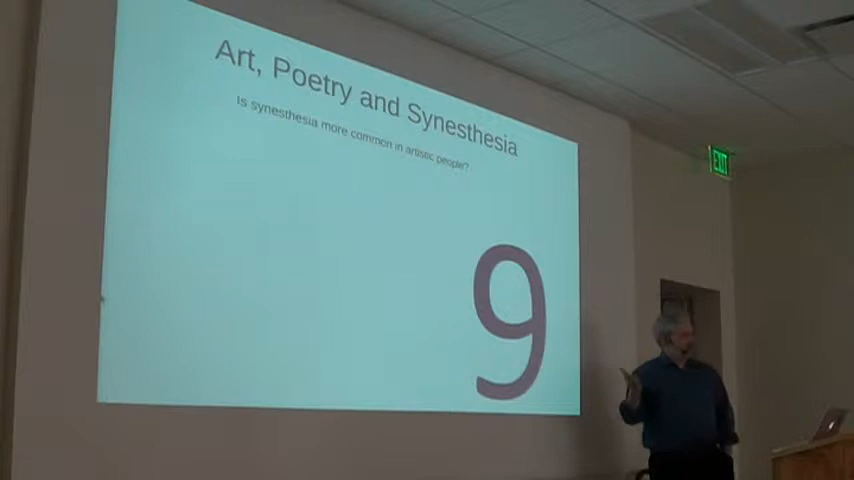 Art, Poetry and Synesthesia
Is synesthesia more common in artistic people?
EXIT
9